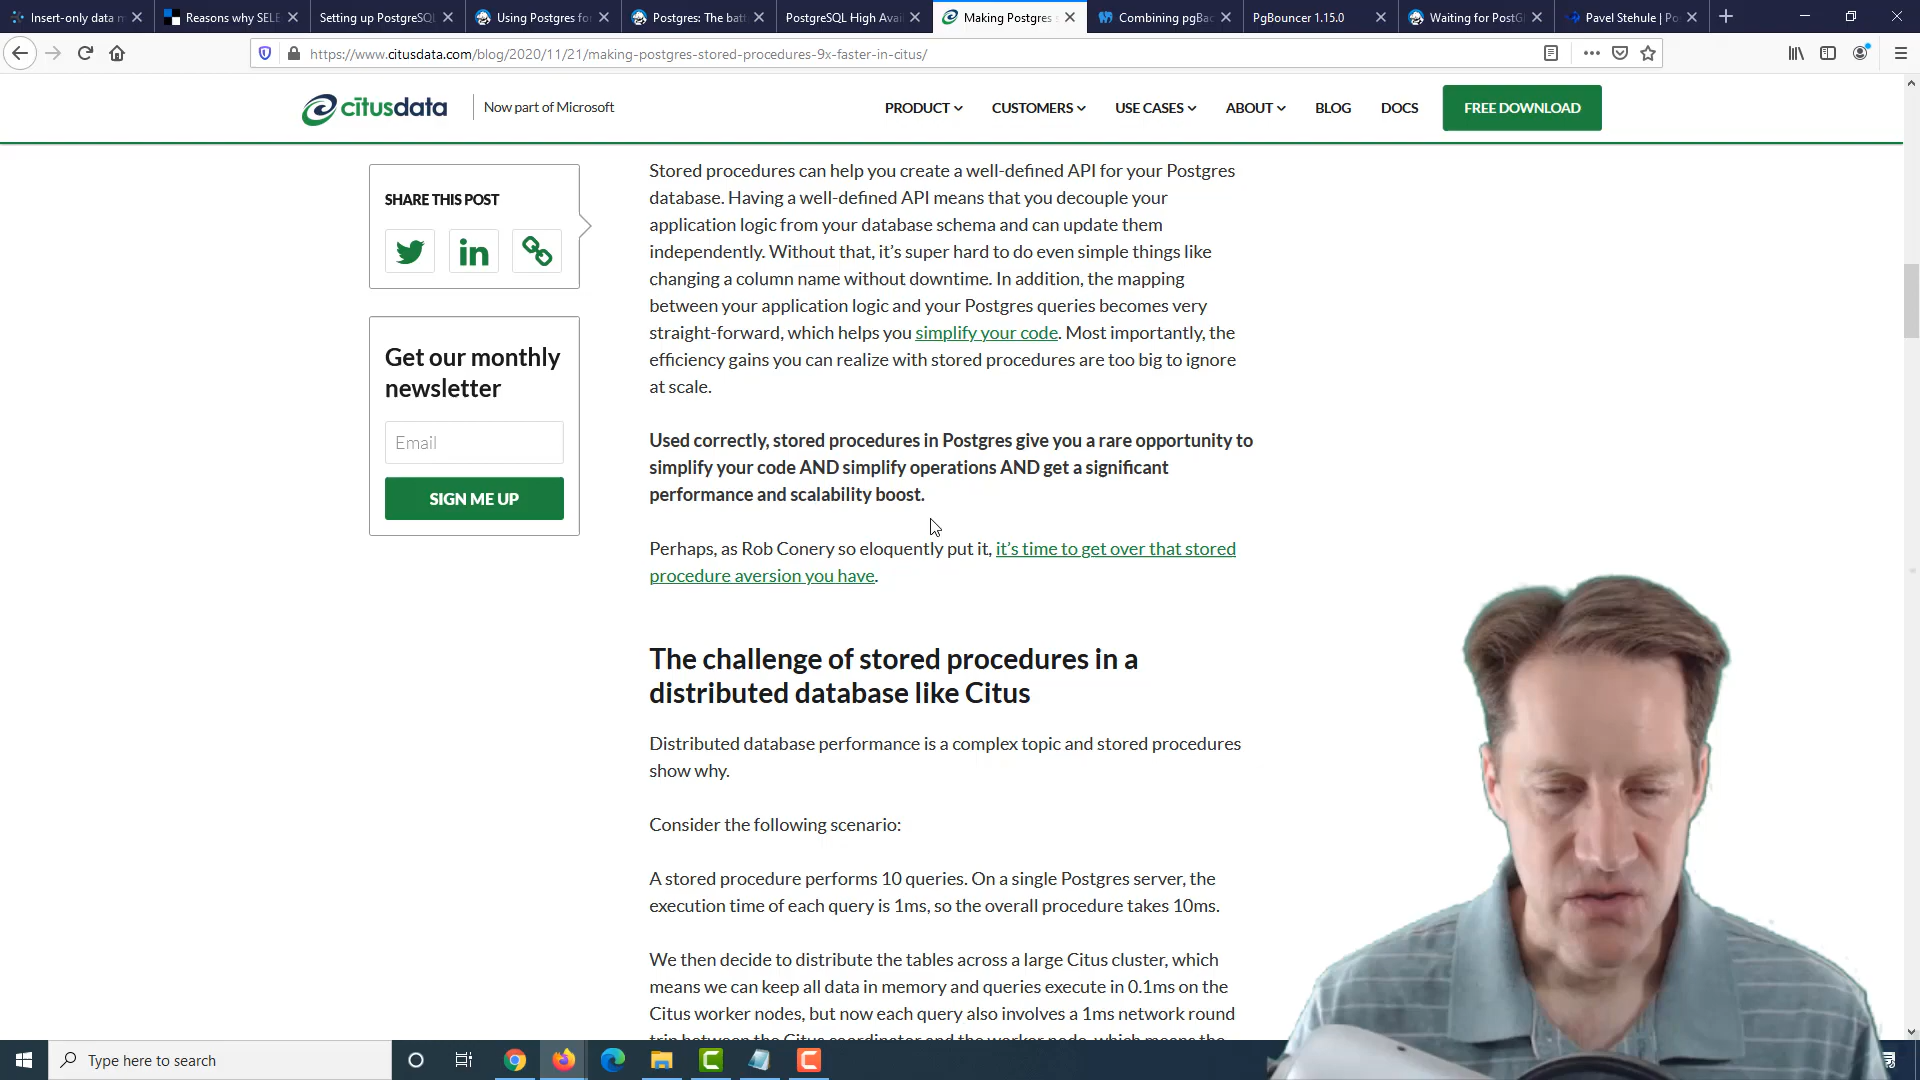 Insert-only data m
Reasons why SELE
Setting up PostgreSQL
Using Postgres fo
Postgres: The bat
PostgreSQL High Avai
Making Postgres s
Combining pgBac
PgBouncer 1.15.0
Waiting for PostG
Pavel Stehule | Po
https://www.citusdata.com/blog/2020/11/21/making-postgres-stored-procedures-9x-faster-in-citus/
citusdata
Now part of Microsoft
PRODUCT
CUSTOMERS
USE CASES
ABOUT
BLOG
DOCS
FREE DOWNLOAD
SHARE THIS POST
Get our monthly
newsletter
Email
SIGN ME UP
Stored procedures can help you create a well-defined API for your Postgres
database. Having a well-defined API means that you decouple your
application logic from your database schema and can update them
independently. Without that, it's super hard to do even simple things like
changing a column name without downtime. In addition, the mapping
between your application logic and your Postgres queries becomes very
straight-forward, which helps you simplify your code. Most importantly, the
efficiency gains you can realize with stored procedures are too big to ignore
at scale.
Used correctly, stored procedures in Postgres give you a rare opportunity to
simplify your code AND simplify operations AND get a significant
performance and scalability boost.
Perhaps, as Rob Conery so eloquently put it, it's time to get over that stored
procedure aversion you have.
The challenge of stored procedures in a
distributed database like Citus
Distributed database performance is a complex topic and stored procedures
show why.
Consider the following scenario:
A stored procedure performs 10 queries. On a single Postgres server, the
execution time of each query is 1ms, so the overall procedure takes 10ms.
We then decide to distribute the tables across a large Citus cluster, which
means we can keep all data in memory and queries execute in 0.1ms on the
Citus worker nodes, but now each query also involves a 1ms network round
trip between the Citus coordinator and the worker node, which means the
Type here to search